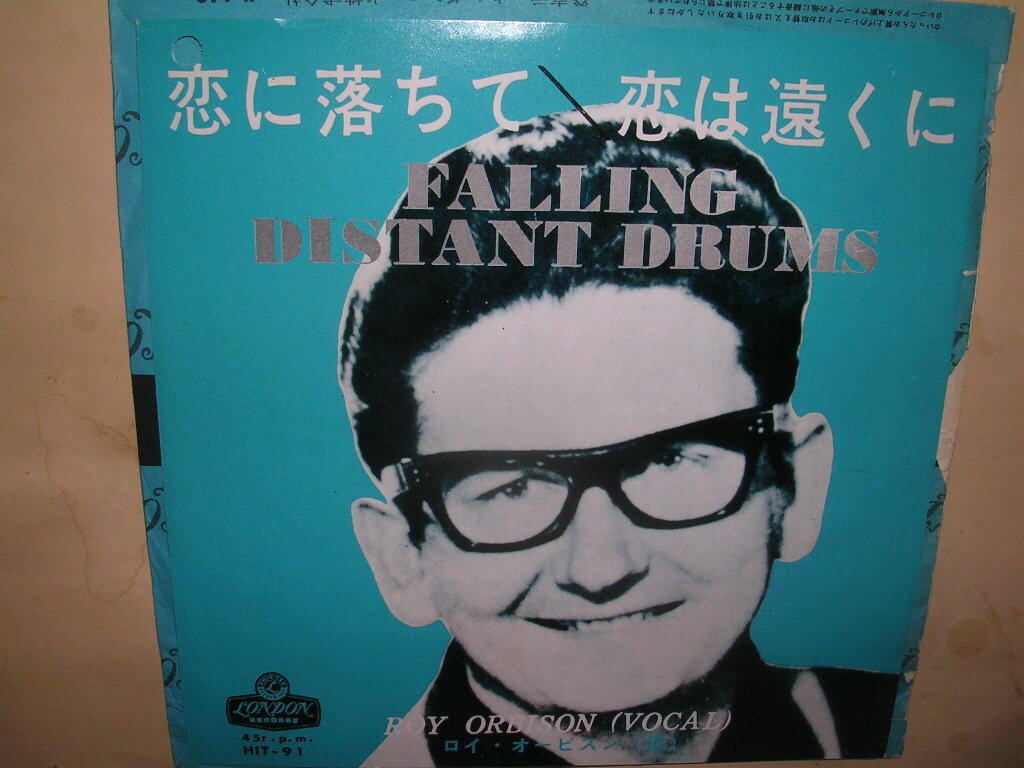 恋に落ちて 恋は遠くに
FALLING
DISTANT DRUMS
LONDON
RECORDS
45r.p.m.
HIT-91
ROY ORBISON (VOCAL)
ロイ・オービスン